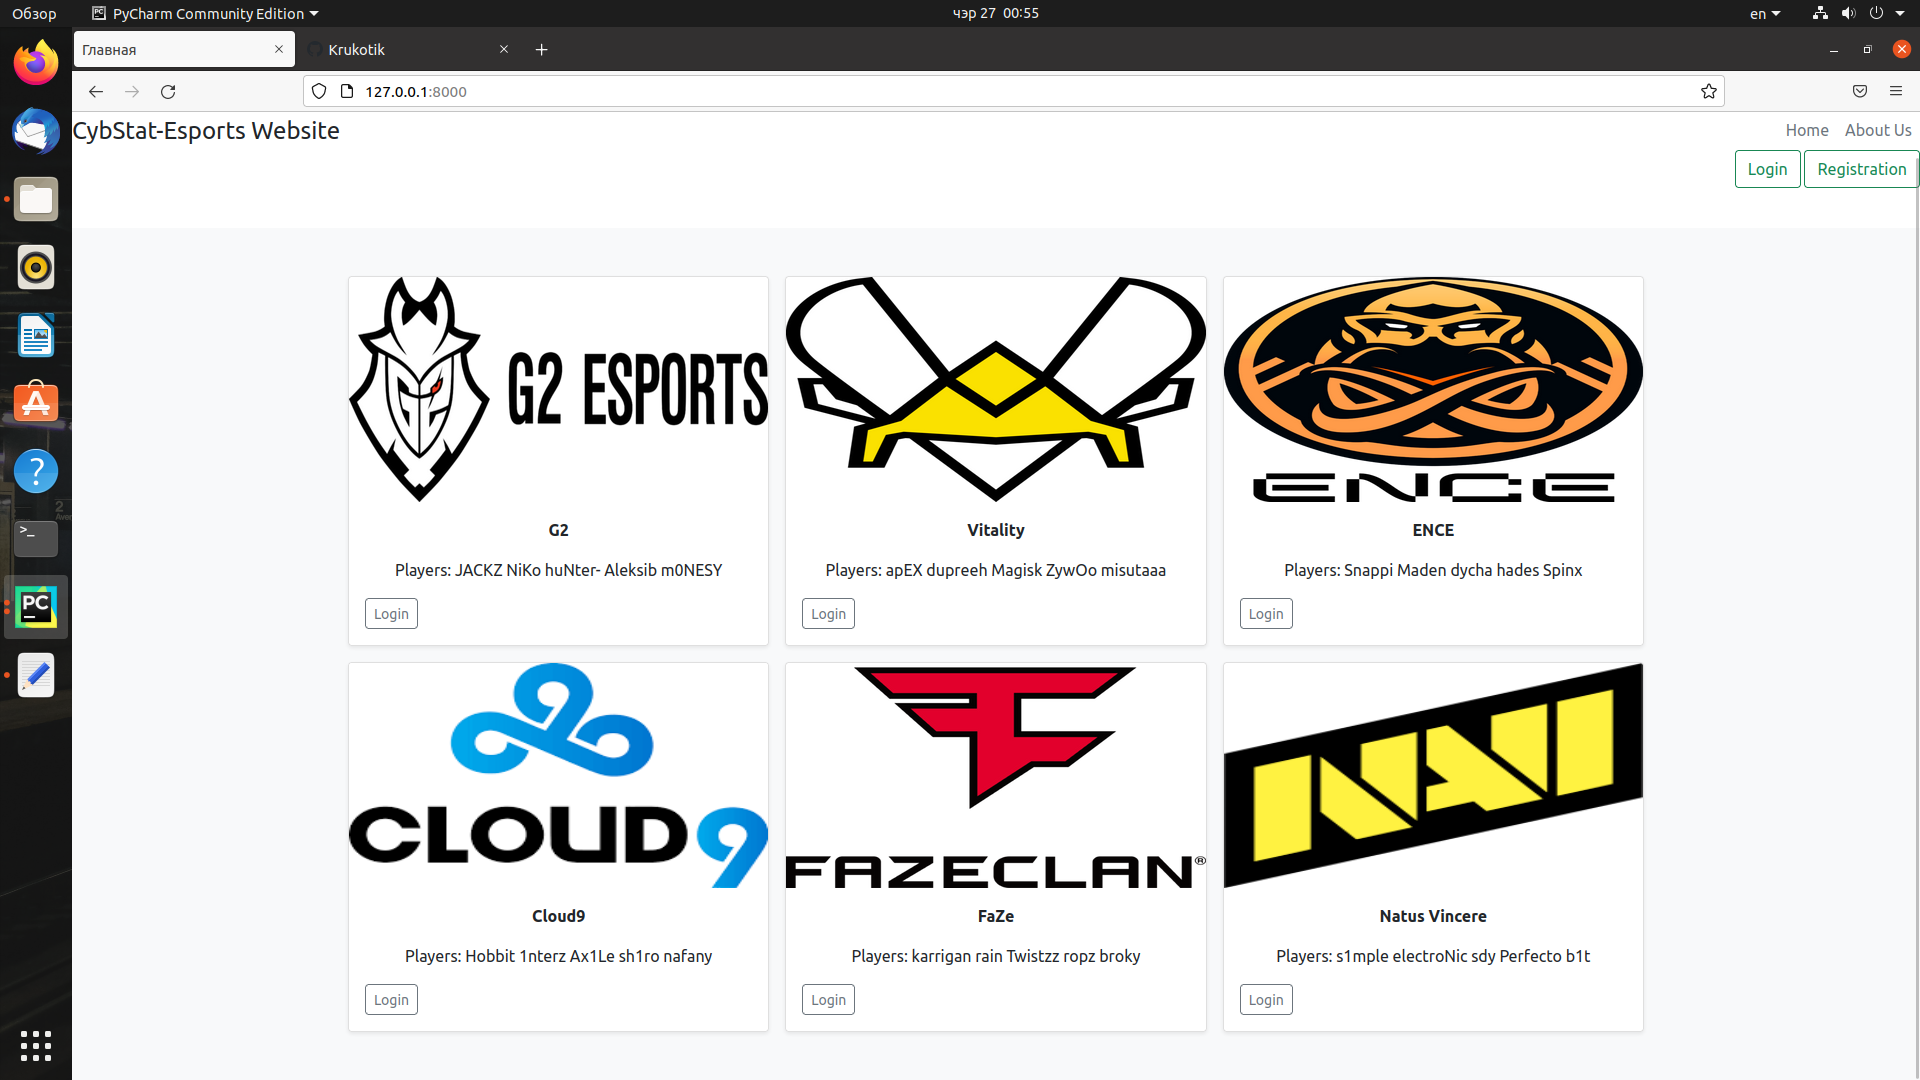 Обзор PyCharm Community Edition чэр 27 00:55 en
Главная Krukotik
127.0.0.1:8000
CybStat-Esports Website Home About Us
Login Registration
G2 ESPORTS
ENCE
G2 Vitality ENCE
Players: JACKZ NiKo huNter- Aleksib m0NESY Players: apEX dupreeh Magisk ZywOo misutaaa Players: Snappi Maden dycha hades Spinx
Login Login Login
CLOUD9 FAZECLAN® NAVI
Cloud9 FaZe Natus Vincere
Players: Hobbit 1nterz Ax1Le sh1ro nafany Players: karrigan rain Twistzz ropz broky Players: s1mple electroNic sdy Perfecto b1t
Login Login Login
PC